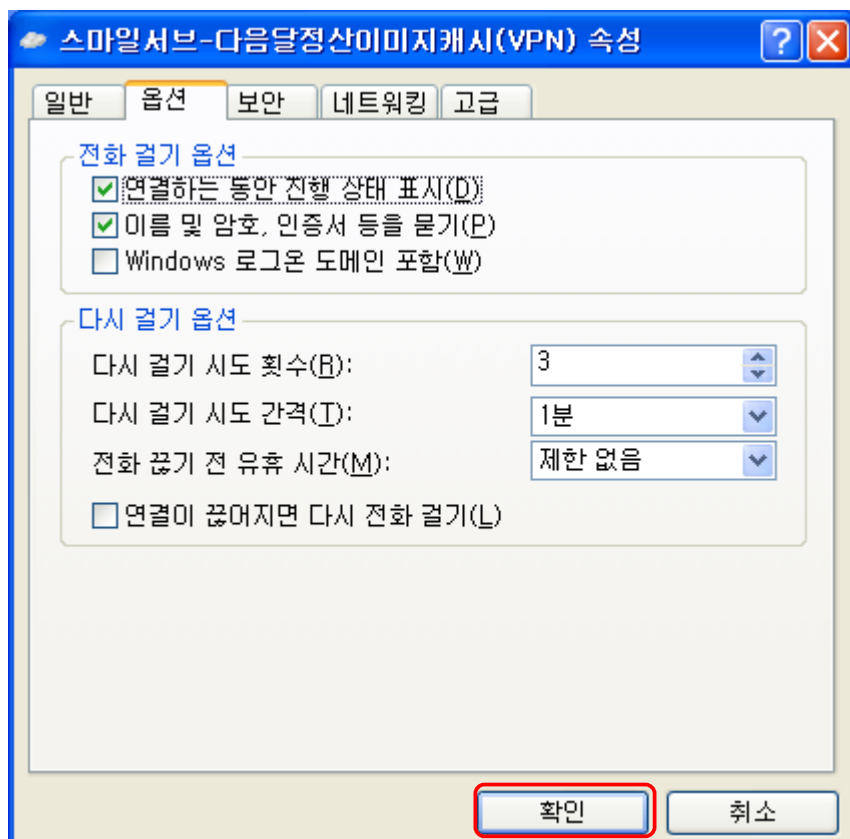 스마일서브-다음달정산이미지캐시(VPN) 속성
일반 옵션 보안 네트워킹 고급
전화 걸기 옵션
연결하는 동안 진행 상태 표시(D)
이름 및 암호, 인증서 등을 묻기(P)
Windows 로그온 도메인 포함(W)
다시 걸기 옵션
다시 걸기 시도 횟수(R): 3
다시 걸기 시도 간격(T): 1분
전화 끊기 전 유휴 시간(M): 제한 없음
연결이 끊어지면 다시 전화 걸기(L)
확인 취소